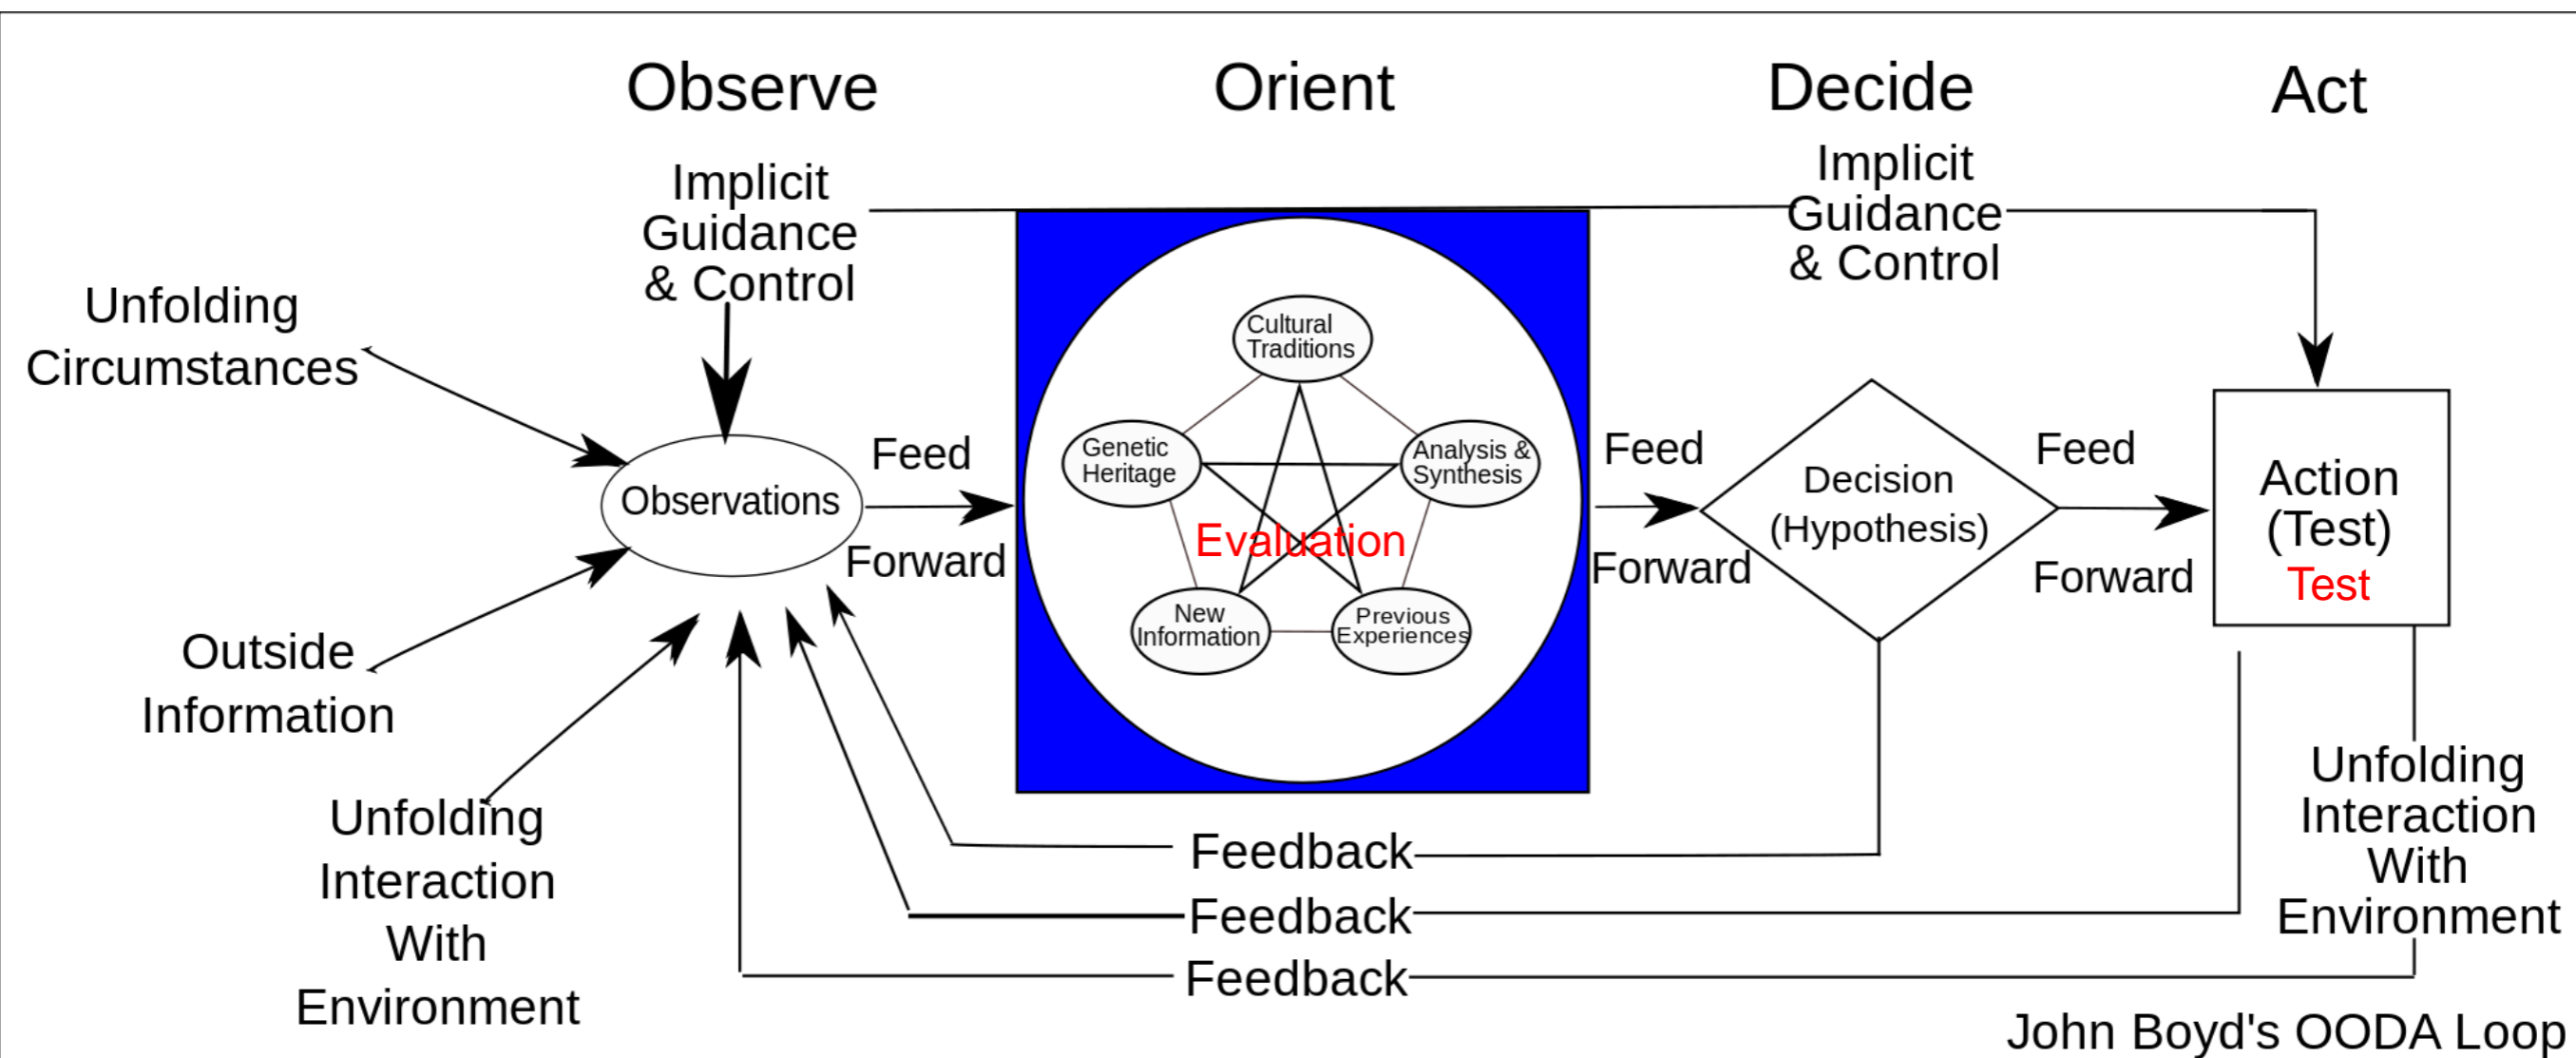 Observe
Orient
Decide
Act
Implicit
Guidance
& Control
Implicit
Guidance
& Control
Unfolding
Circumstances
Observations
Outside
Information
Unfolding
Interaction
With
Environment
Feed
Forward
Cultural
Traditions
Genetic
Heritage
Analysis &
Synthesis
Evaluation
New
Information
Previous
Experiences
Feed
Forward
Decision
(Hypothesis)
Feed
Forward
Action
(Test)
Test
Unfolding
Interaction
With
Environment
Feedback
Feedback
Feedback
John Boyd's OODA Loop